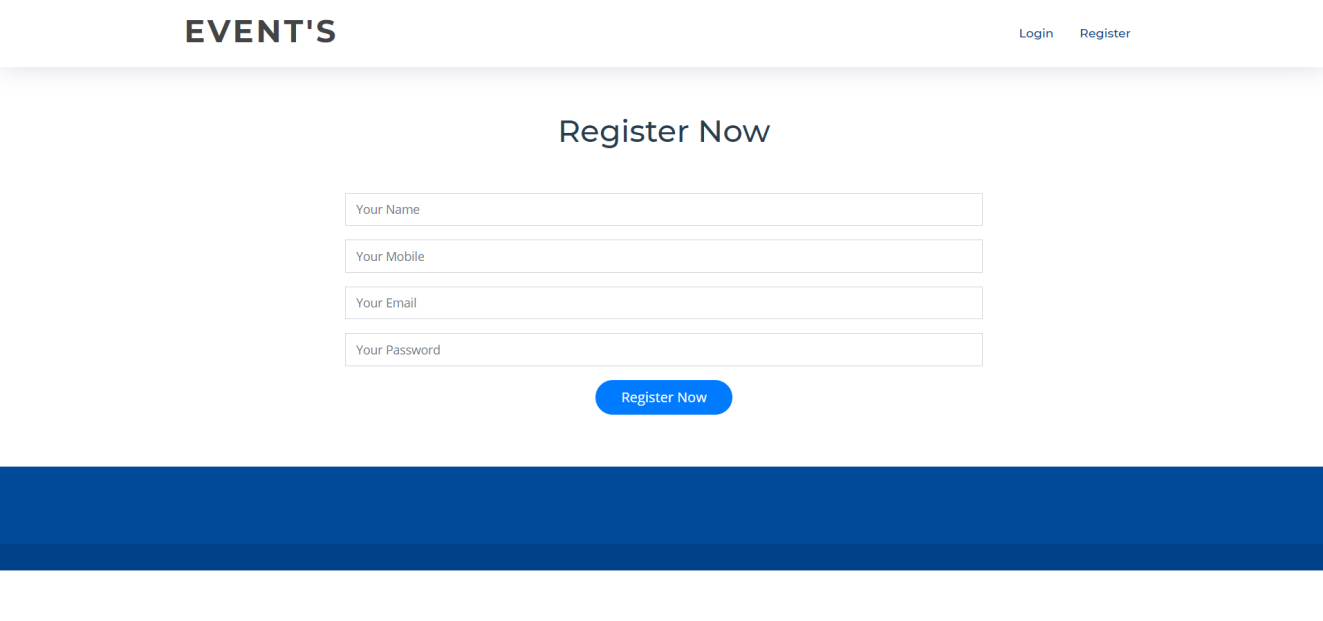 EVENT'S
Login Register
Register Now
Your Name
Your Mobile
Your Email
Your Password
Register Now